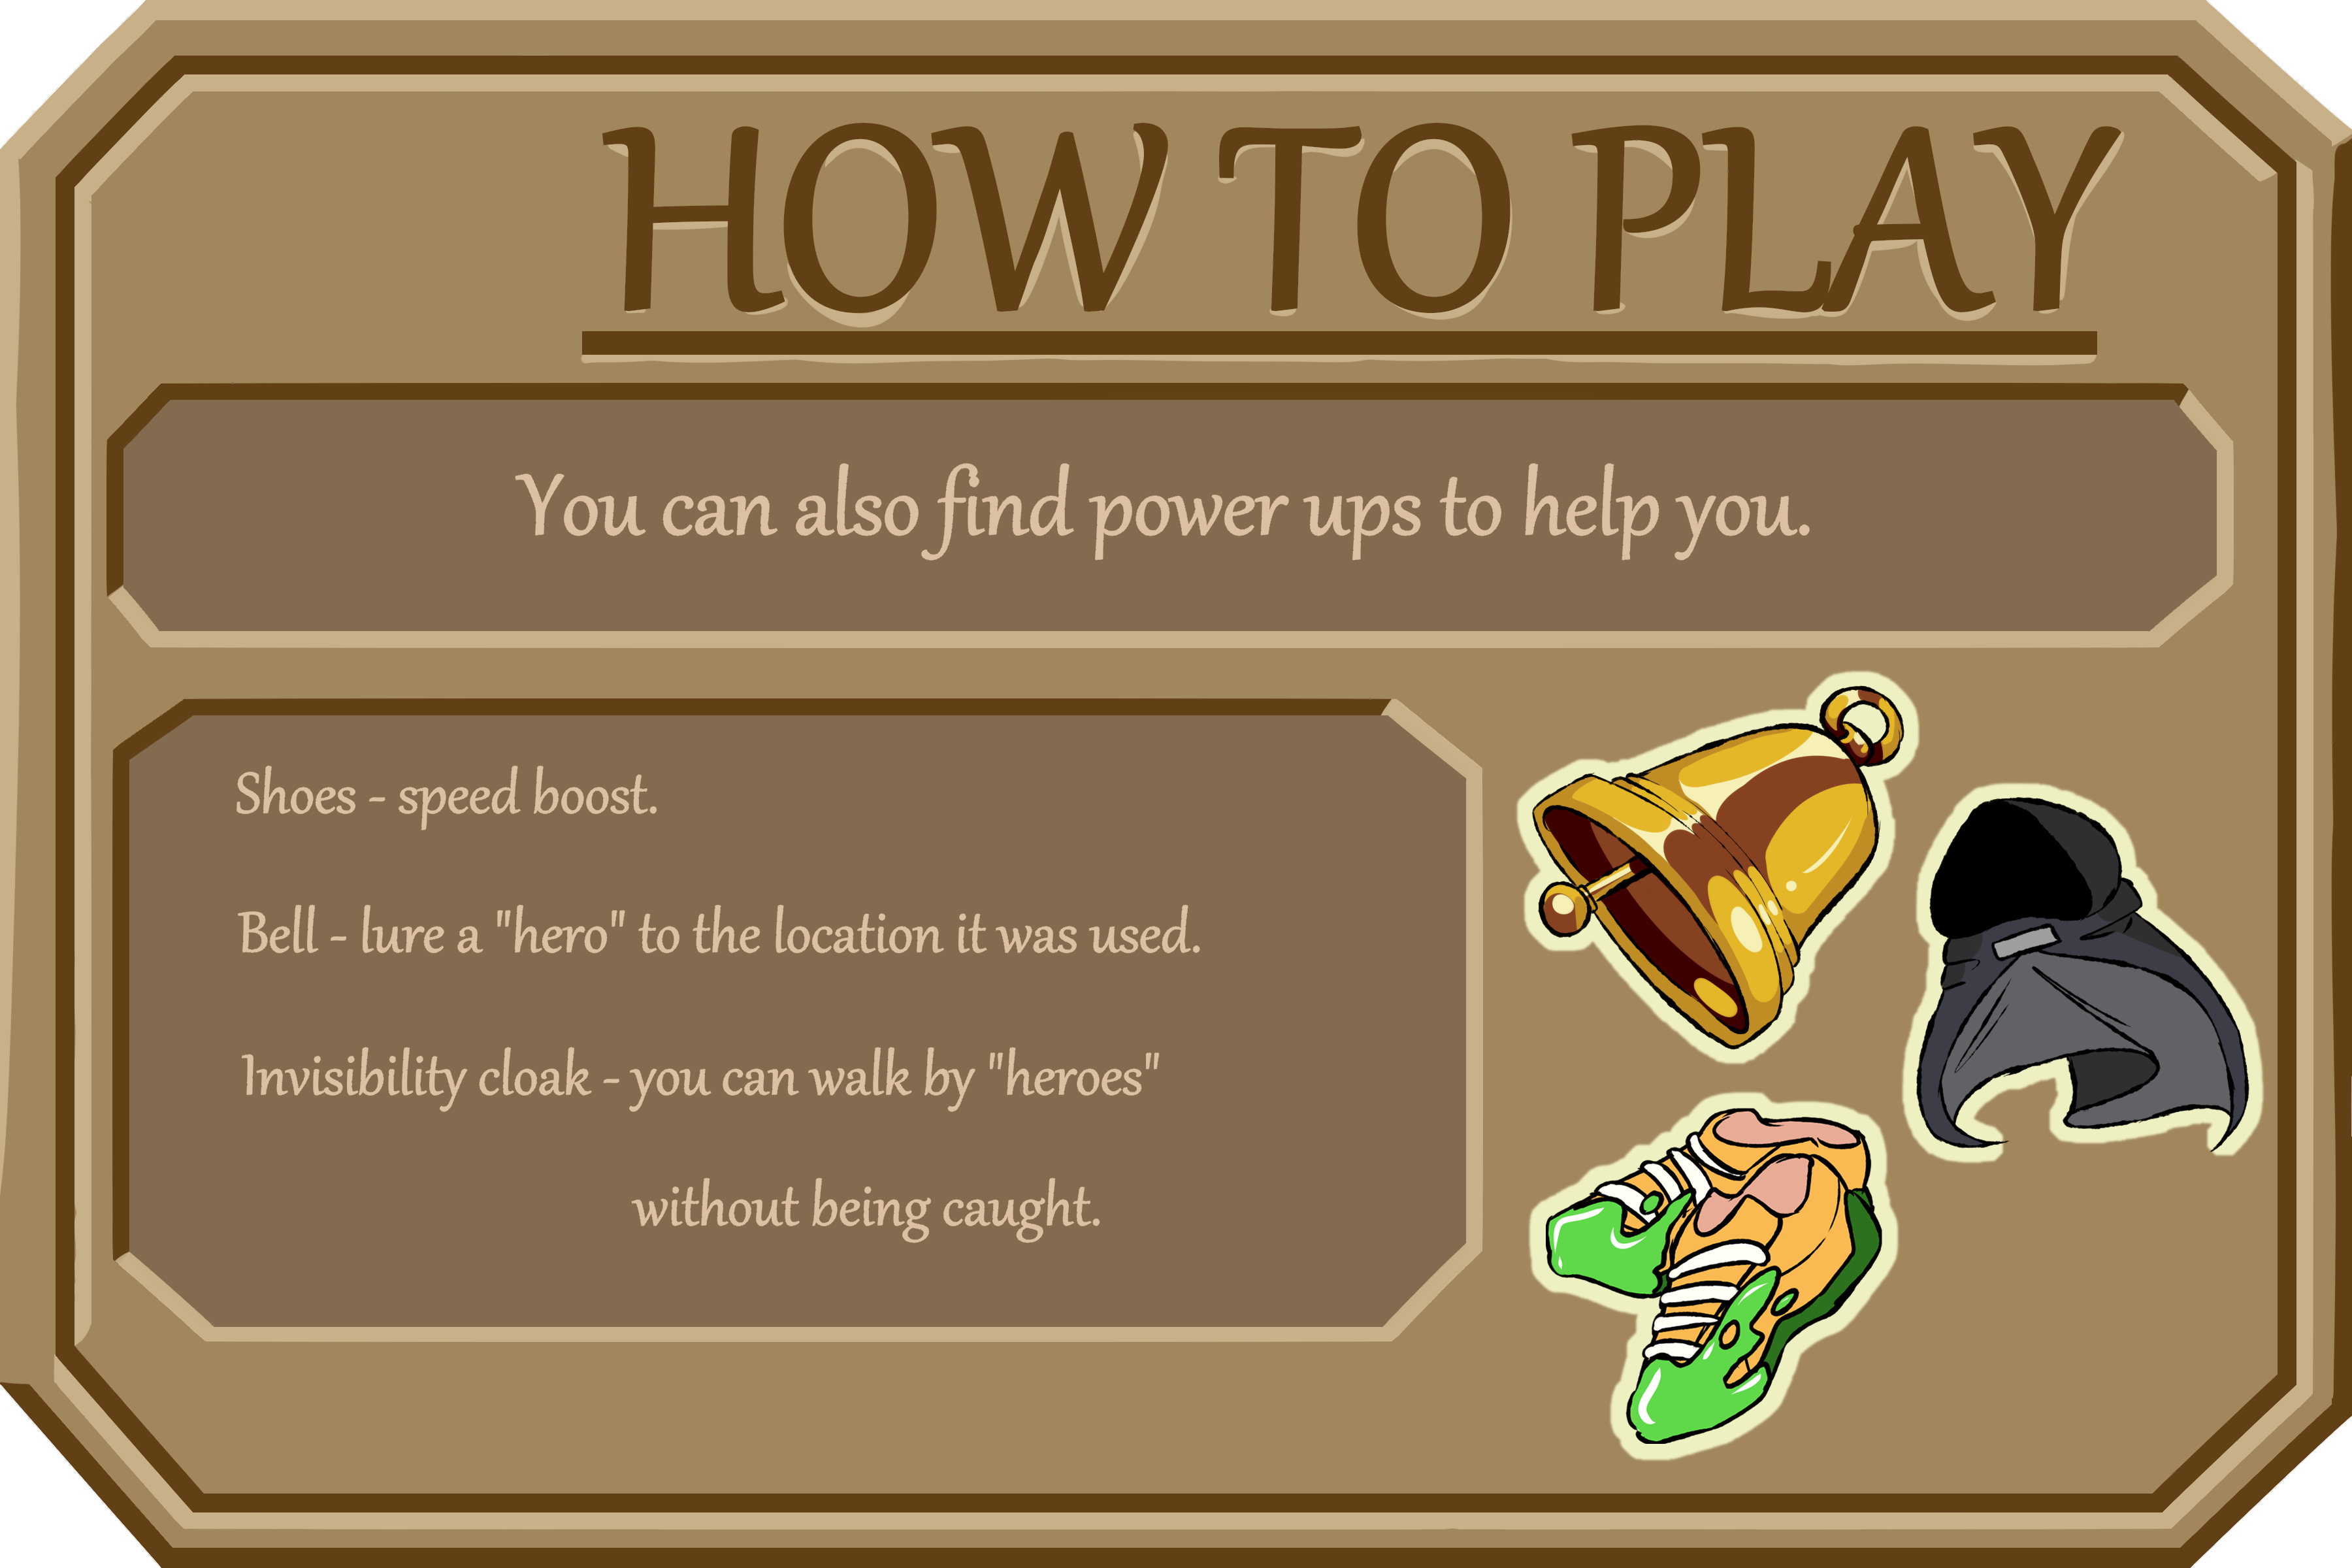 HOW TO PLAY
You can also find power ups to help you.
Shoes - speed boost.
Bell - lure a "hero" to the location it was used.
Invisibility cloak - you can walk by "heroes"
without being caught.